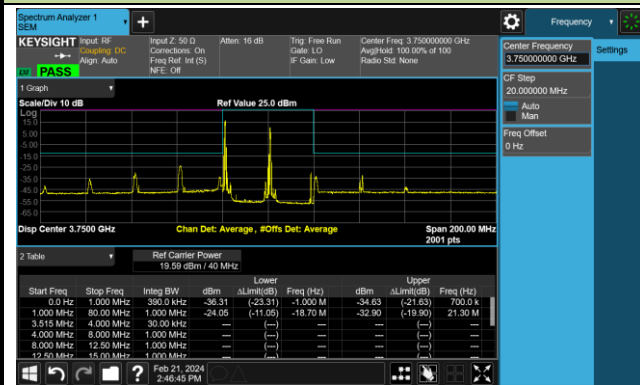 Spectrum Analyzer 1
SEM
Frequency
KEYSIGHT
Input: RF
Coupling: DC
Align: Auto
Input Z: 50 Ω
Corrections: On
Freq Ref: Int (S)
NFE: Off
Atten: 16 dB
Trig: Free Run
Gate: LO
IF Gain: Low
Center Freq: 3.750000000 GHz
Avg|Hold: 100.00% of 100
Radio Std: None
PASS
Center Frequency
3.750000000 GHz
Settings
CF Step
20.000000 MHz
Auto
Man
Freq Offset
0 Hz
1 Graph
Scale/Div 10 dB
Ref Value 25.0 dBm
Log
15.0
5.00
-5.00
-15.0
-25.0
-35.0
-45.0
-55.0
-65.0
Disp Center 3.7500 GHz
Chan Det: Average , #Offs Det: Average
Span 200.00 MHz
2001 pts
2 Table
Ref Carrier Power
19.59 dBm / 40 MHz
Lower Upper
Start Freq Stop Freq Integ BW dBm ΔLimit(dB) Freq (Hz) dBm ΔLimit(dB) Freq (Hz)
0.0 Hz 1.000 MHz 390.0 kHz -36.31 (-23.31) -1.000 M -34.63 (-21.63) 700.0 k
1.000 MHz 80.00 MHz 1.000 MHz -24.05 (-11.05) -18.70 M -32.90 (-19.90) 21.30 M
3.515 MHz 4.000 MHz 30.00 kHz --- (---) --- --- (---) ---
4.000 MHz 8.000 MHz 1.000 MHz --- (---) --- --- (---) ---
8.000 MHz 12.50 MHz 1.000 MHz --- (---) --- --- (---) ---
12.50 MHz 15.00 MHz 1.000 MHz --- (---) --- --- (---) ---
Feb 21, 2024
2:46:45 PM